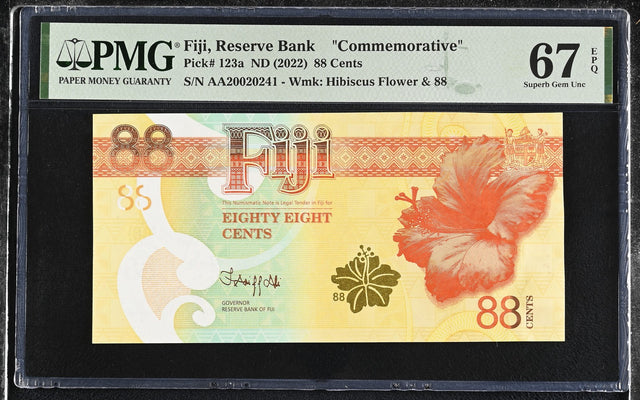 PMG® Fiji, Reserve Bank "Commemorative"
PAPER MONEY GUARANTY
Pick# 123a ND (2022) 88 Cents
S/N AA20020241 - Wmk: Hibiscus Flower & 88
67 EPQ
Superb Gem Unc
88
Fiji
88
This Numismatic Note is Legal Tender in Fiji for
EIGHTY EIGHT
CENTS
GOVERNOR
RESERVE BANK OF FIJI
88
88 CENTS